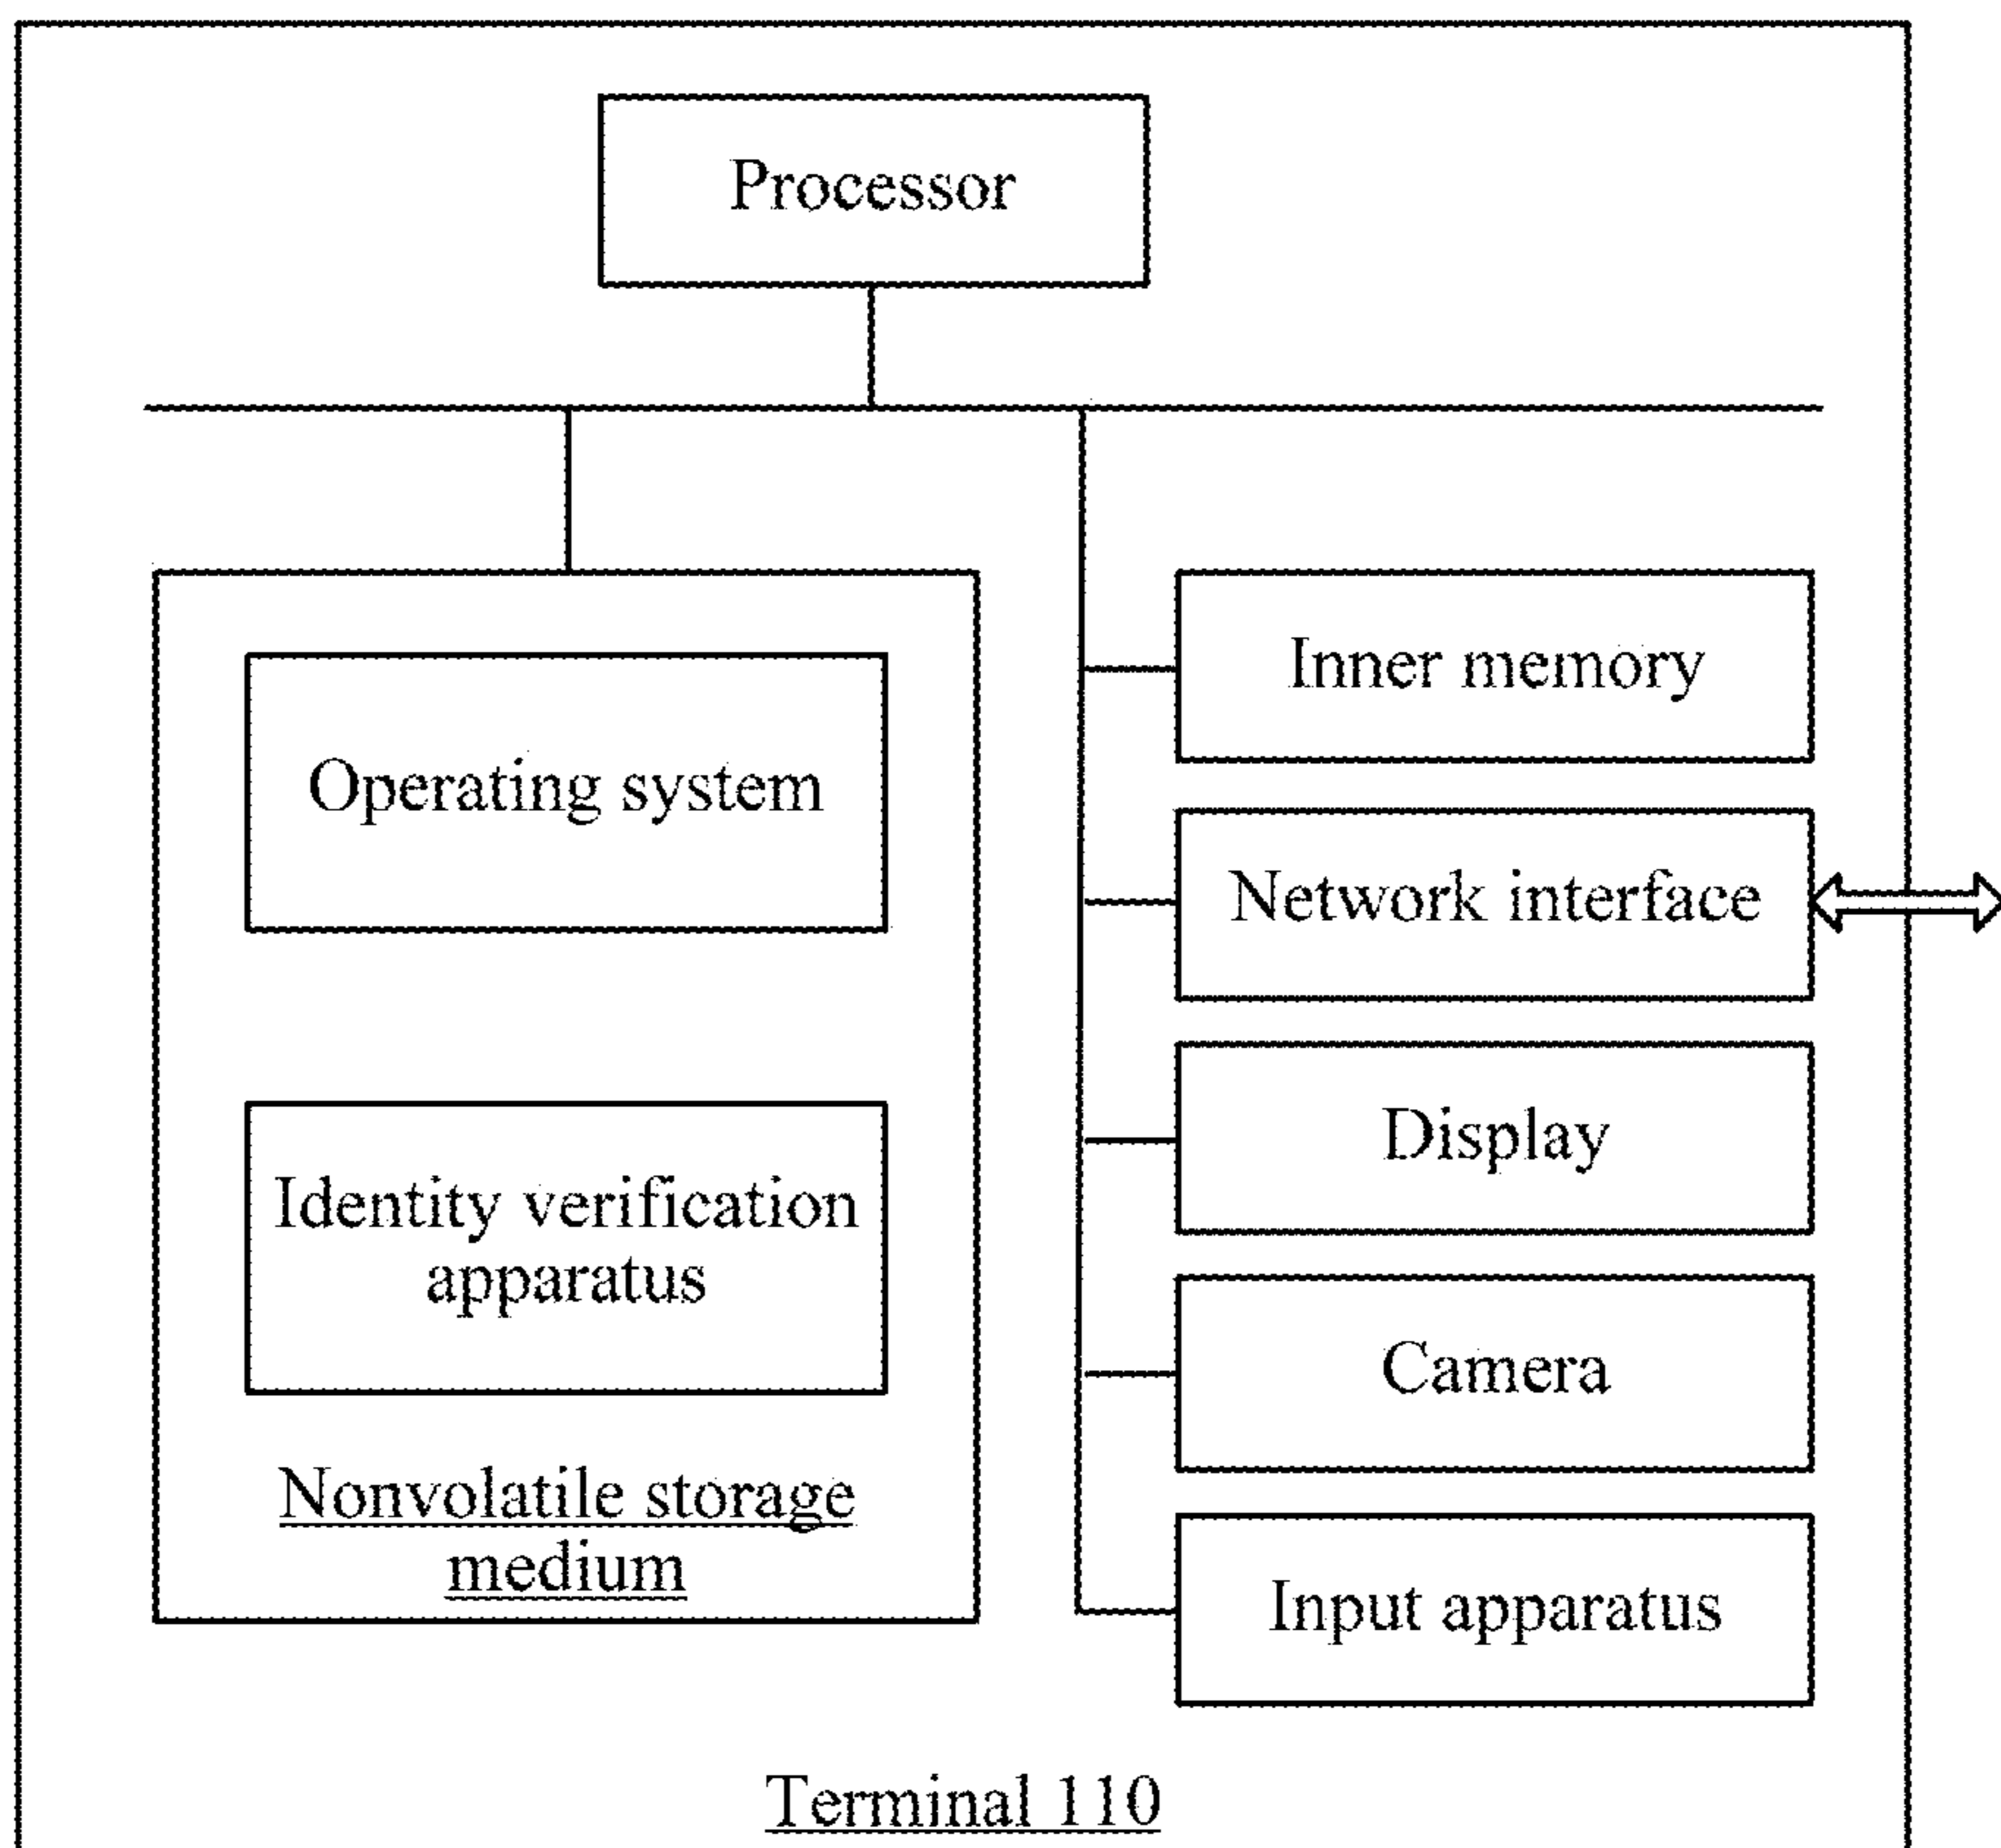 Processor
Operating system
Identity verification
apparatus
Nonvolatile storage
medium
Inner memory
Network interface
Display
Camera
Input apparatus
Terminal 110